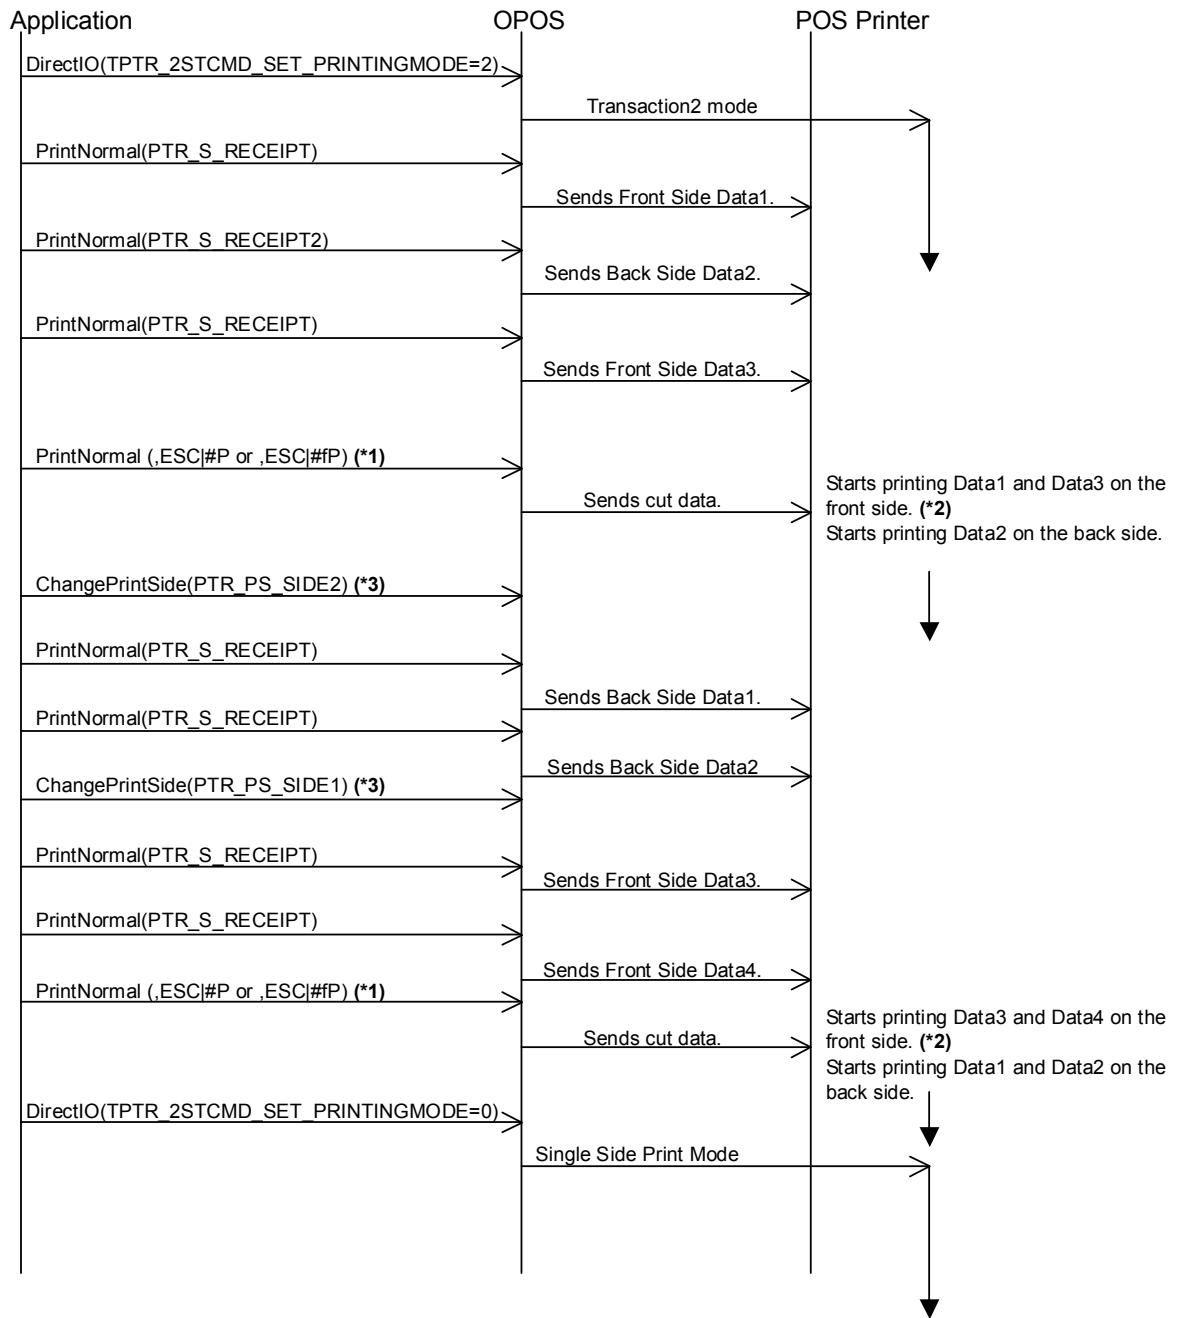 Application OPOS POS Printer
DirectIO(TPTR_2STCMD_SET_PRINTINGMODE=2)
Transaction2 mode
PrintNormal(PTR_S_RECEIPT)
Sends Front Side Data1.
PrintNormal(PTR_S_RECEIPT2)
Sends Back Side Data2.
PrintNormal(PTR_S_RECEIPT)
Sends Front Side Data3.
PrintNormal (,ESC|#P or ,ESC|#fP) (*1)
Sends cut data.
Starts printing Data1 and Data3 on the
front side. (*2)
Starts printing Data2 on the back side.
ChangePrintSide(PTR_PS_SIDE2) (*3)
PrintNormal(PTR_S_RECEIPT)
Sends Back Side Data1.
PrintNormal(PTR_S_RECEIPT)
Sends Back Side Data2
ChangePrintSide(PTR_PS_SIDE1) (*3)
PrintNormal(PTR_S_RECEIPT)
Sends Front Side Data3.
PrintNormal(PTR_S_RECEIPT)
Sends Front Side Data4.
PrintNormal (,ESC|#P or ,ESC|#fP) (*1)
Sends cut data.
Starts printing Data3 and Data4 on the
front side. (*2)
Starts printing Data1 and Data2 on the
back side.
DirectIO(TPTR_2STCMD_SET_PRINTINGMODE=0)
Single Side Print Mode